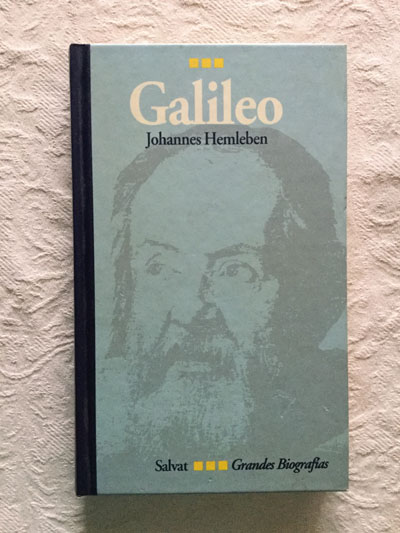 Galileo
Johannes Hemleben
Salvat Grandes Biografías